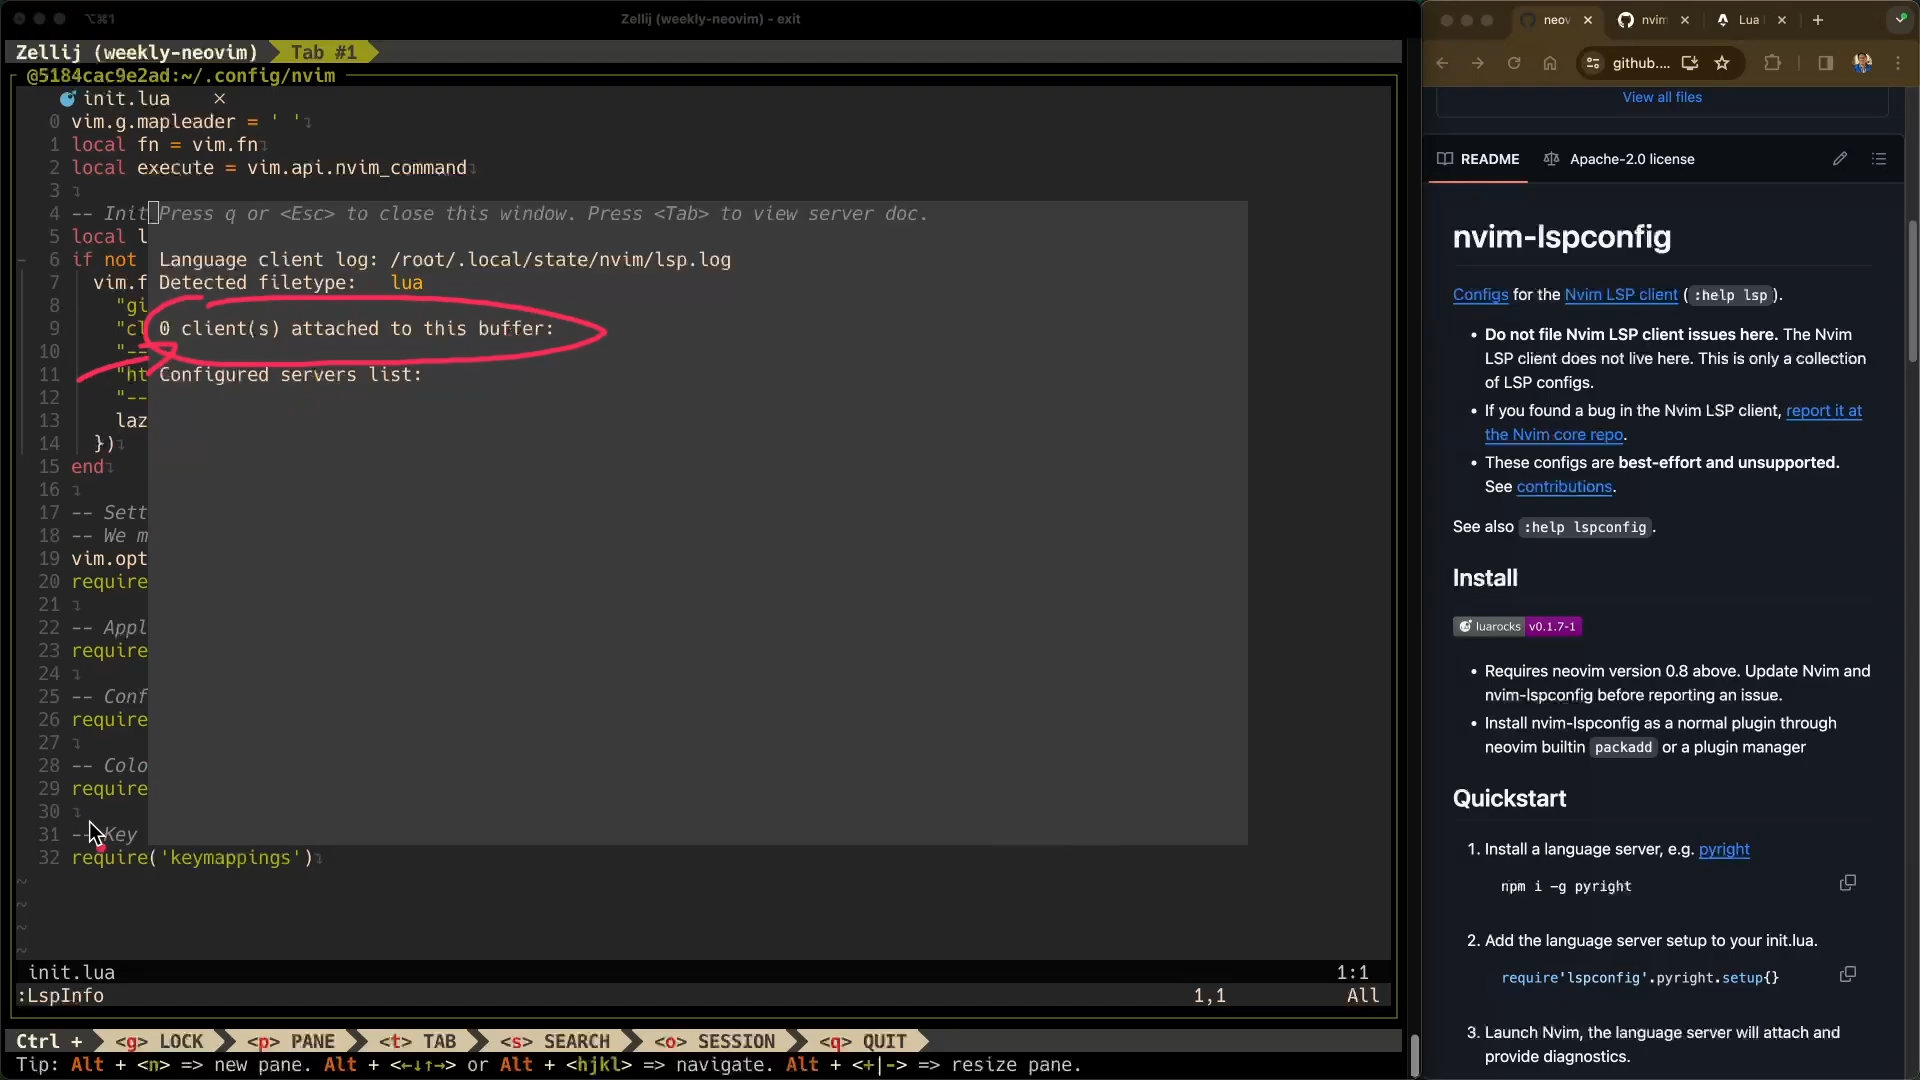 ⌥⌘1
Zellij (weekly-neovim) - exit
Zellij (weekly-neovim) Tab #1
@5184cac9e2ad:~/.config/nvim
init.lua ×
0 vim.g.mapleader = ' '
1 local fn = vim.fn
2 local execute = vim.api.nvim_command
3
4 -- Init
5 local l
6 if not
7 vim.f
8 "gi
9 "cl
10 "--
11 "ht
12 "--
13 laz
14 })
15 end
16
17 -- Sett
18 -- We m
19 vim.opt
20 require
21
22 -- Appl
23 require
24
25 -- Conf
26 require
27
28 -- Colo
29 require
30
31 -- Key
32 require('keymappings')
~
~
~
~
Press q or <Esc> to close this window. Press <Tab> to view server doc.
Language client log: /root/.local/state/nvim/lsp.log
Detected filetype: lua
0 client(s) attached to this buffer:
Configured servers list:
init.lua 1:1
:LspInfo 1,1 All
Ctrl + <g> LOCK <p> PANE <t> TAB <s> SEARCH <o> SESSION <q> QUIT
Tip: Alt + <n> => new pane. Alt + <←↓↑→> or Alt + <hjkl> => navigate. Alt + <+|-> => resize pane.
neov × nvim × Lua × +
github....
View all files
README Apache-2.0 license
nvim-lspconfig
Configs for the Nvim LSP client ( :help lsp ).
• Do not file Nvim LSP client issues here. The Nvim
LSP client does not live here. This is only a collection
of LSP configs.
• If you found a bug in the Nvim LSP client, report it at
the Nvim core repo.
• These configs are best-effort and unsupported.
See contributions.
See also :help lspconfig .
Install
luarocks v0.1.7-1
• Requires neovim version 0.8 above. Update Nvim and
nvim-lspconfig before reporting an issue.
• Install nvim-lspconfig as a normal plugin through
neovim builtin packadd or a plugin manager
Quickstart
1. Install a language server, e.g. pyright
npm i -g pyright
2. Add the language server setup to your init.lua.
require'lspconfig'.pyright.setup{}
3. Launch Nvim, the language server will attach and
provide diagnostics.